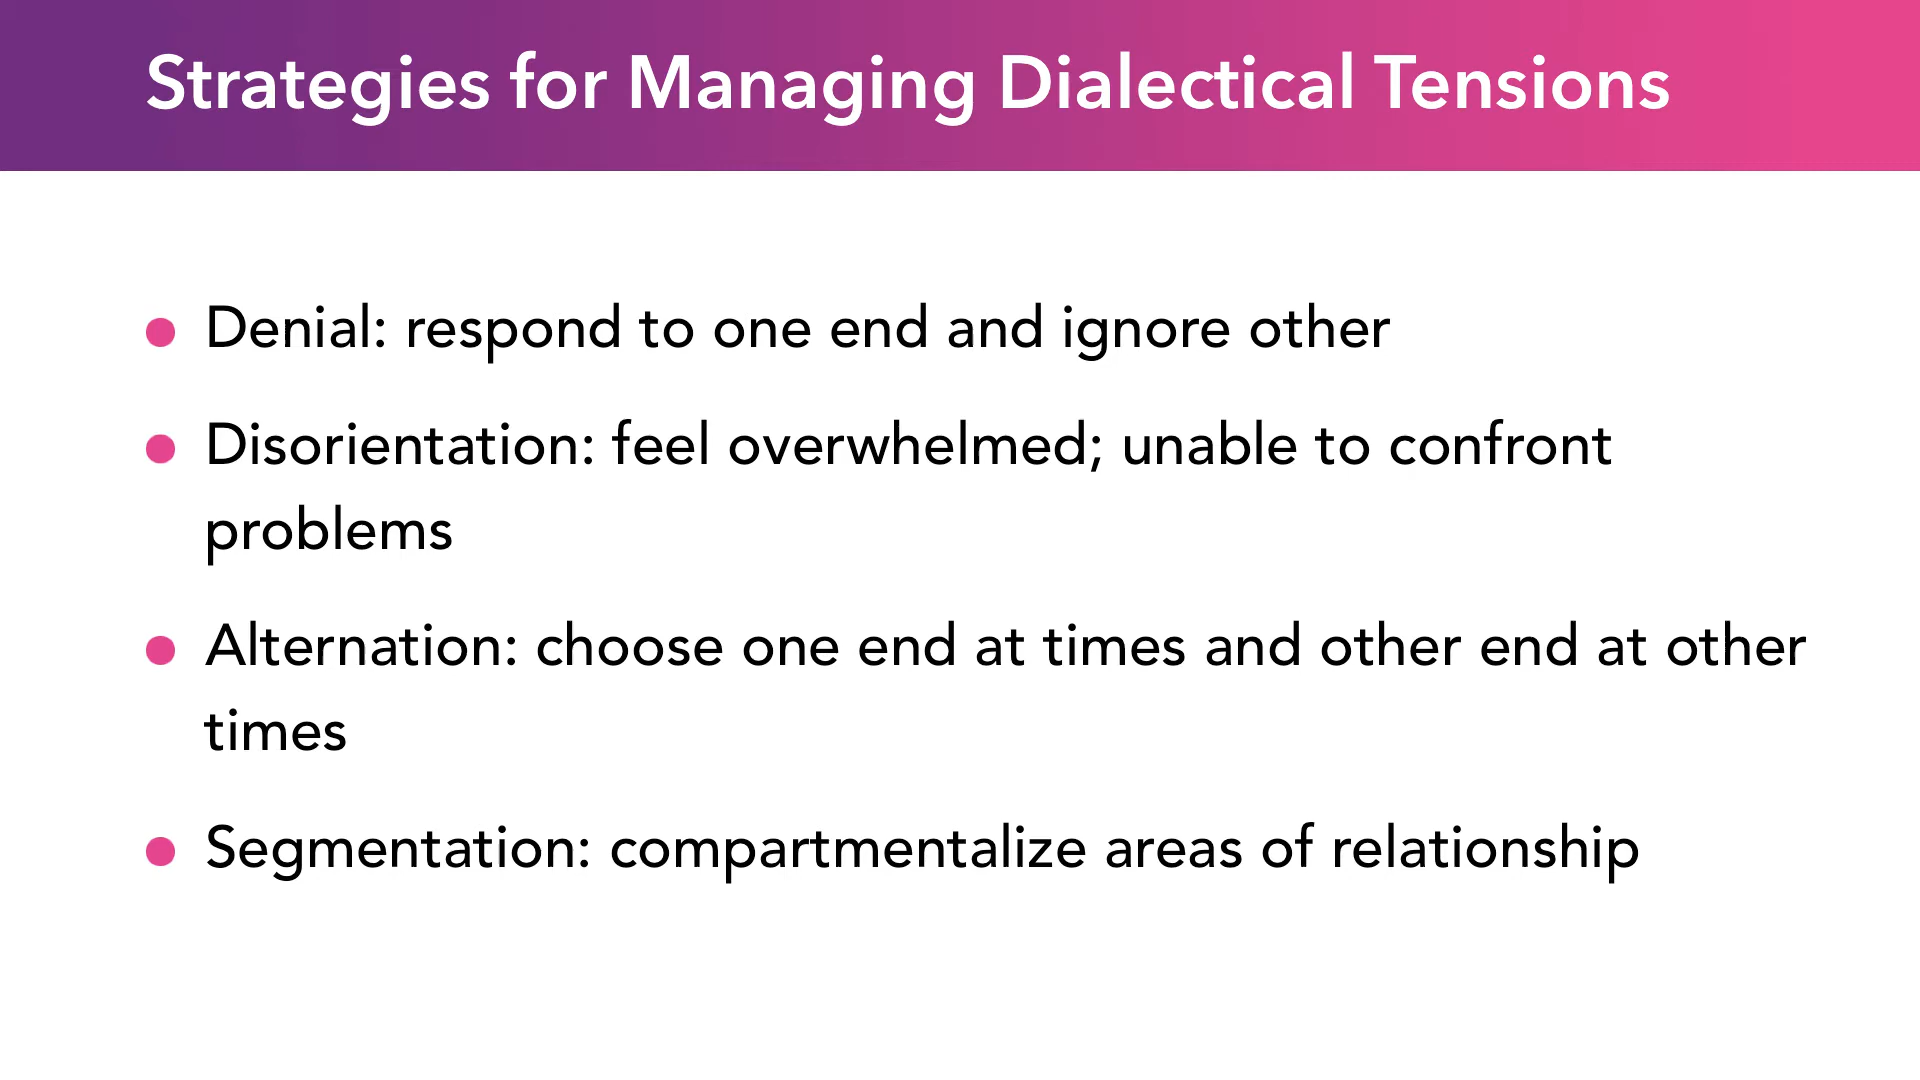 Strategies for Managing Dialectical Tensions
Denial: respond to one end and ignore other
Disorientation: feel overwhelmed; unable to confront
problems
Alternation: choose one end at times and other end at other
times
Segmentation: compartmentalize areas of relationship